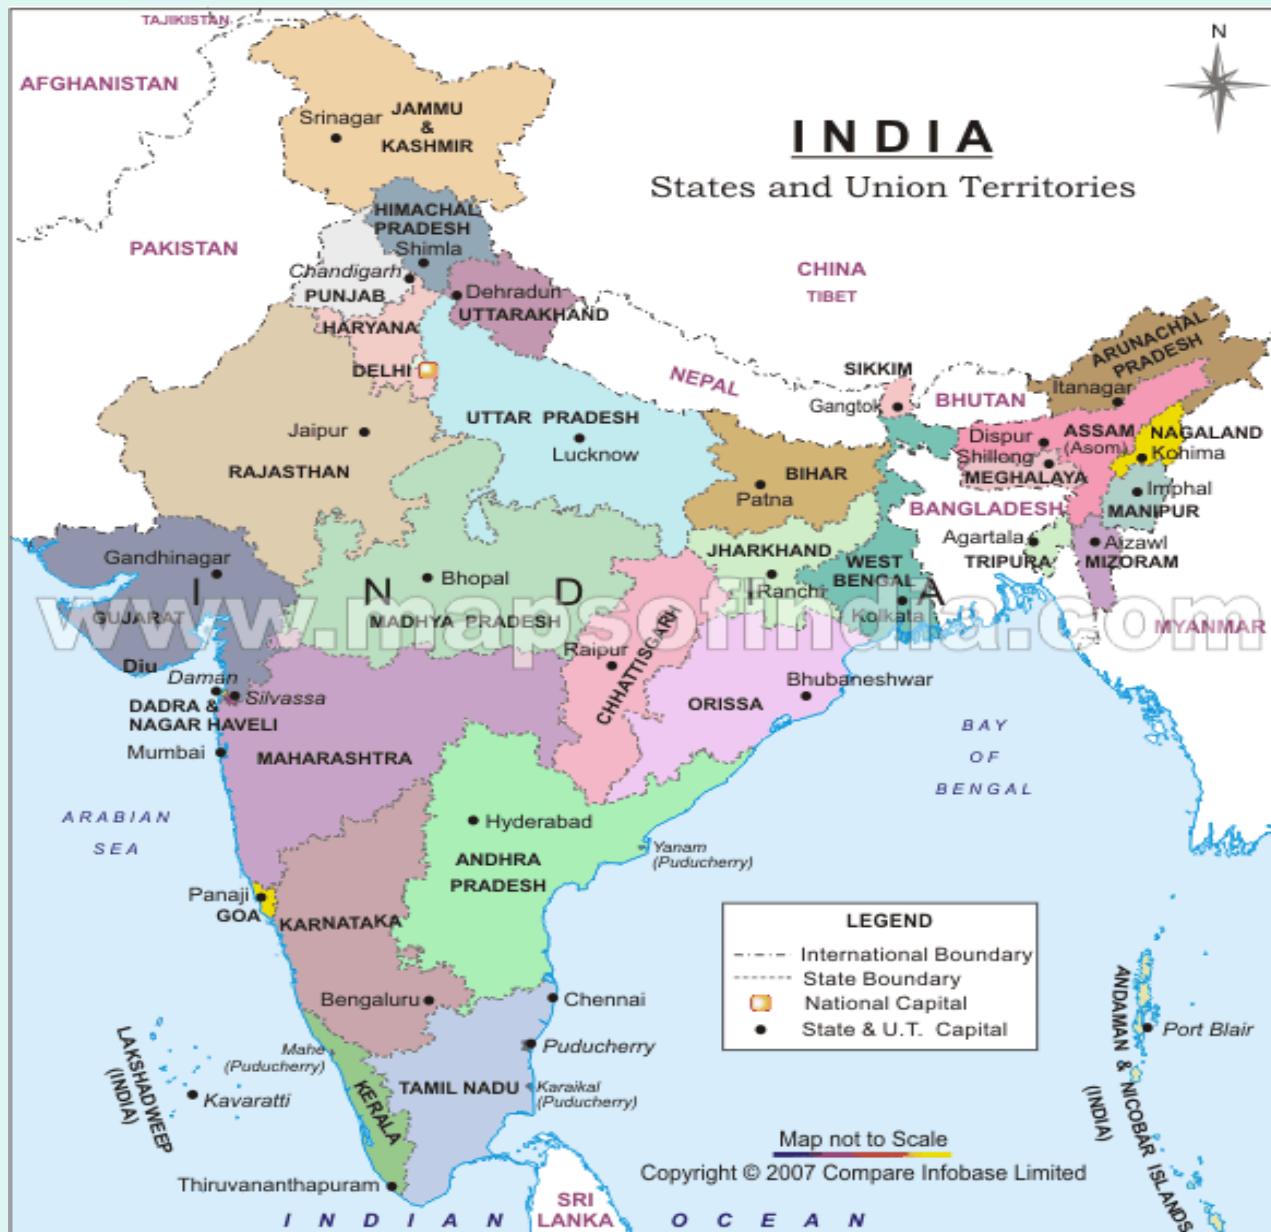 TAJIKISTAN
AFGHANISTAN
N
JAMMU
&
KASHMIR
Srinagar
INDIA
States and Union Territories
HIMACHAL
PRADESH
Shimla
PAKISTAN
Chandigarh
PUNJAB
CHINA
TIBET
Dehradun
UTTARAKHAND
HARYANA
DELHI
NEPAL
SIKKIM
Gangtok
BHUTAN
ARUNACHAL
PRADESH
Itanagar
UTTAR PRADESH
Lucknow
Jaipur
RAJASTHAN
BIHAR
Patna
Dispur
ASSAM
(Asom)
NAGALAND
Kohima
Shillong
MEGHALAYA
BANGLADESH
Imphal
MANIPUR
Agartala
TRIPURA
Aizawl
MIZORAM
Gandhinagar
GUJARAT
Bhopal
MADHYA PRADESH
JHARKHAND
Ranchi
WEST
BENGAL
Kolkata
I N D I A
www.mapsofindia.com
MYANMAR
Diu
Daman
Silvassa
DADRA &
NAGAR HAVELI
Mumbai
MAHARASHTRA
Raipur
CHHATTISGARH
ORISSA
Bhubaneshwar
BAY
OF
BENGAL
ARABIAN
SEA
Hyderabad
ANDHRA
PRADESH
Yanam
(Puducherry)
Panaji
GOA
KARNATAKA
Bengaluru
Chennai
LEGEND
International Boundary
State Boundary
National Capital
State & U.T. Capital
Mahe
(Puducherry)
Puducherry
TAMIL NADU
Karaikal
(Puducherry)
KERALA
LAKSHADWEEP
(INDIA)
Kavaratti
Thiruvananthapuram
ANDAMAN & NICOBAR ISLANDS
(INDIA)
Port Blair
Map not to Scale
Copyright © 2007 Compare Infobase Limited
SRI
LANKA
INDIAN OCEAN